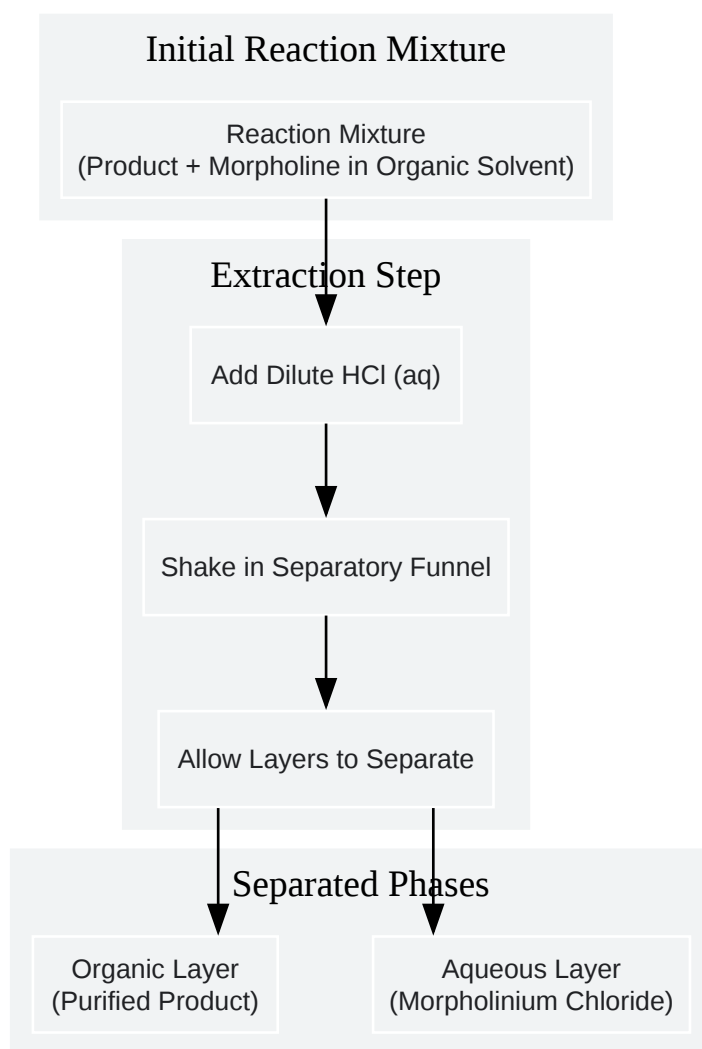 Initial Reaction Mixture
Reaction Mixture
(Product + Morpholine in Organic Solvent)
Extraction Step
Add Dilute HCl (aq)
Shake in Separatory Funnel
Allow Layers to Separate
Separated Phases
Organic Layer
(Purified Product)
Aqueous Layer
(Morpholinium Chloride)